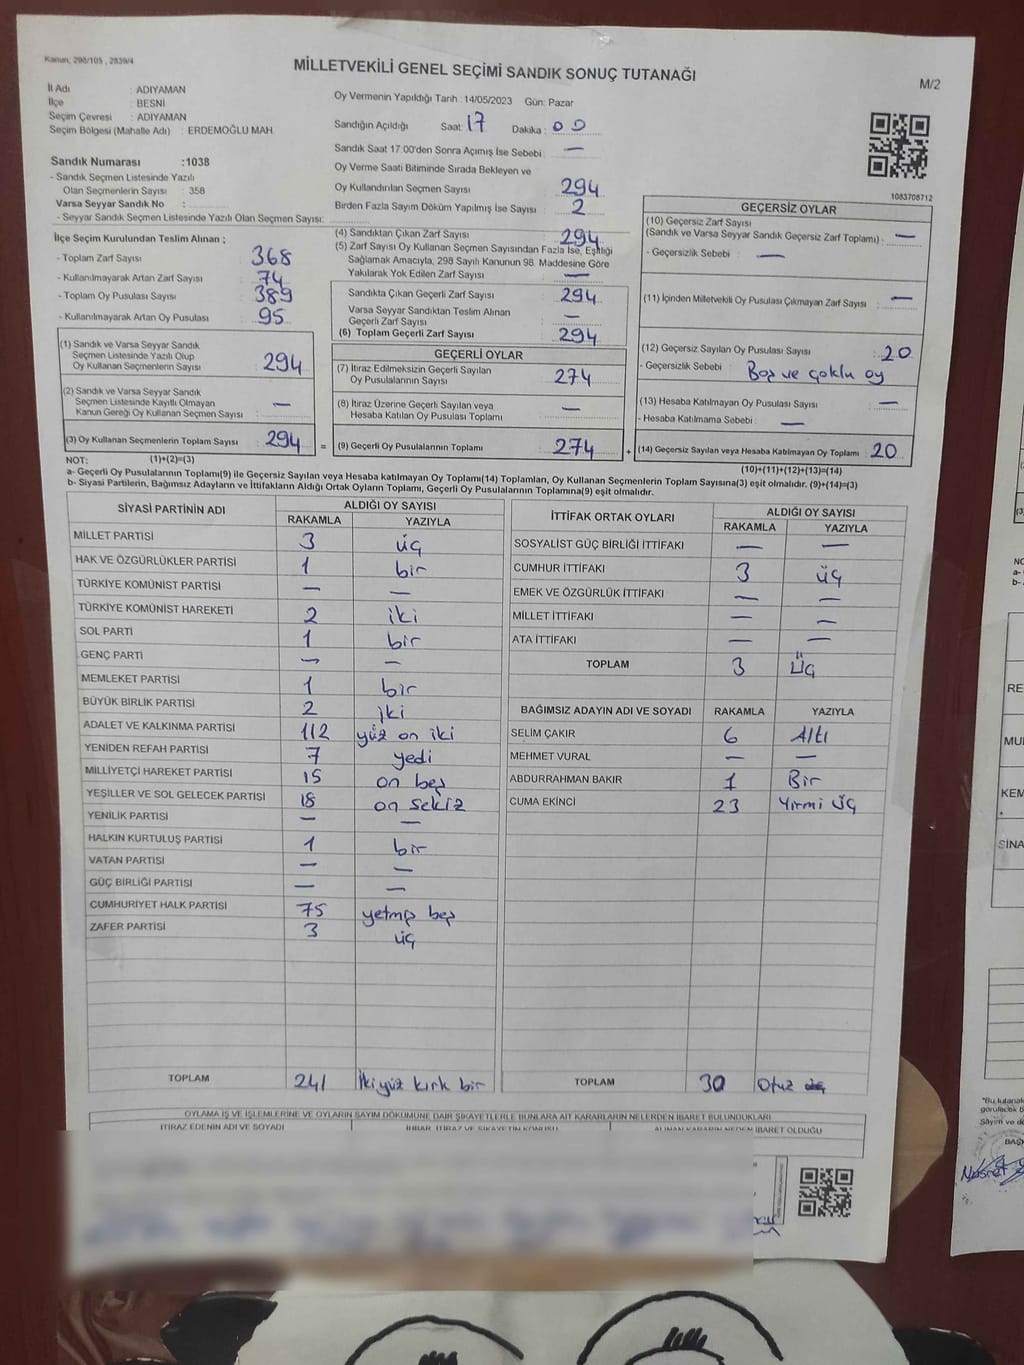 Kanun, 298/105 , 2839/4
MİLLETVEKİLİ GENEL SEÇİMİ SANDIK SONUÇ TUTANAĞI
M/2
İl Adı : ADIYAMAN
İlçe : BESNİ
Seçim Çevresi : ADIYAMAN
Seçim Bölgesi (Mahalle Adı) : ERDEMOĞLU MAH.
Sandık Numarası :1038
- Sandık Seçmen Listesinde Yazılı
Olan Seçmenlerin Sayısı : 358
Varsa Seyyar Sandık No :
- Seyyar Sandık Seçmen Listesinde Yazılı Olan Seçmen Sayısı:
Oy Vermenin Yapıldığı Tarih :14/05/2023 Gün: Pazar
Sandığın Açıldığı Saat: 17 Dakika : 00
Sandık Saat 17:00'den Sonra Açımış İse Sebebi : —
Oy Verme Saati Bitiminde Sırada Bekleyen ve
Oy Kullandırılan Seçmen Sayısı 294
Birden Fazla Sayım Döküm Yapılmış İse Sayısı 2
1083708712
İlçe Seçim Kurulundan Teslim Alınan ;
- Toplam Zarf Sayısı : 368
- Kullanılmayarak Artan Zarf Sayısı : 74
- Toplam Oy Pusulası Sayısı : 389
- Kullanılmayarak Artan Oy Pusulası : 95
(4) Sandıktan Çıkan Zarf Sayısı : 294
(5) Zarf Sayısı Oy Kullanan Seçmen Sayısından Fazla İse, Eşitliği
Sağlamak Amacıyla, 298 Sayılı Kanunun 98. Maddesine Göre
Yakılarak Yok Edilen Zarf Sayısı : —
Sandıkta Çıkan Geçerli Zarf Sayısı : 294
Varsa Seyyar Sandıktan Teslim Alınan
Geçerli Zarf Sayısı : —
(6) Toplam Geçerli Zarf Sayısı : 294
GEÇERSİZ OYLAR
(10) Geçersiz Zarf Sayısı
(Sandık ve Varsa Seyyar Sandık Geçersiz Zarf Toplamı) : —
- Geçersizlik Sebebi : —
(11) İçinden Milletvekili Oy Pusulası Çıkmayan Zarf Sayısı : —
(12) Geçersiz Sayılan Oy Pusulası Sayısı : 20
- Geçersizlik Sebebi : Boş ve çoklu oy
(13) Hesaba Katılmayan Oy Pusulası Sayısı : —
- Hesaba Katılmama Sebebi : —
(14) Geçersiz Sayılan veya Hesaba Katılmayan Oy Toplamı : 20
(10)+(11)+(12)+(13)=(14)
(1) Sandık ve Varsa Seyyar Sandık
Seçmen Listesinde Yazılı Olup
Oy Kullanan Seçmenlerin Sayısı : 294
(2) Sandık ve Varsa Seyyar Sandık
Seçmen Listesinde Kayıtlı Olmayan
Kanun Gereği Oy Kullanan Seçmen Sayısı : —
(3) Oy Kullanan Seçmenlerin Toplam Sayısı : 294 =
(1)+(2)=(3)
GEÇERLİ OYLAR
(7) İtiraz Edilmeksizin Geçerli Sayılan
Oy Pusulalarının Sayısı : 274
(8) İtiraz Üzerine Geçerli Sayılan veya
Hesaba Katılan Oy Pusulası Toplamı : —
(9) Geçerli Oy Pusulalarının Toplamı : 274 +
NOT:
a- Geçerli Oy Pusulalarının Toplamı(9) ile Geçersiz Sayılan veya Hesaba katılmayan Oy Toplamı(14) Toplamları, Oy Kullanan Seçmenlerin Toplam Sayısına(3) eşit olmalıdır. (9)+(14)=(3)
b- Siyasi Partilerin, Bağımsız Adayların ve İttifakların Aldığı Ortak Oyların Toplamı, Geçerli Oy Pusulalarının Toplamına(9) eşit olmalıdır.
SİYASİ PARTİNİN ADI ALDIĞI OY SAYISI
RAKAMLA YAZIYLA
MİLLET PARTİSİ 3 üç
HAK VE ÖZGÜRLÜKLER PARTİSİ 1 bir
TÜRKİYE KOMÜNİST PARTİSİ — —
TÜRKİYE KOMÜNİST HAREKETİ 2 iki
SOL PARTİ 1 bir
GENÇ PARTİ — —
MEMLEKET PARTİSİ 1 bir
BÜYÜK BİRLİK PARTİSİ 2 iki
ADALET VE KALKINMA PARTİSİ 112 yüz on iki
YENİDEN REFAH PARTİSİ 7 yedi
MİLLİYETÇİ HAREKET PARTİSİ 15 on beş
YEŞİLLER VE SOL GELECEK PARTİSİ 18 on sekiz
YENİLİK PARTİSİ — —
HALKIN KURTULUŞ PARTİSİ 1 bir
VATAN PARTİSİ — —
GÜÇ BİRLİĞİ PARTİSİ — —
CUMHURİYET HALK PARTİSİ 75 yetmiş beş
ZAFER PARTİSİ 3 üç
TOPLAM 241 İkiyüz kırk bir
İTTİFAK ORTAK OYLARI ALDIĞI OY SAYISI
RAKAMLA YAZIYLA
SOSYALİST GÜÇ BİRLİĞİ İTTİFAKI — —
CUMHUR İTTİFAKI 3 üç
EMEK VE ÖZGÜRLÜK İTTİFAKI — —
MİLLET İTTİFAKI — —
ATA İTTİFAKI — —
TOPLAM 3 Üç
BAĞIMSIZ ADAYIN ADI VE SOYADI RAKAMLA YAZIYLA
SELİM ÇAKIR 6 Altı
MEHMET VURAL — —
ABDURRAHMAN BAKIR 1 Bir
CUMA EKİNCİ 23 Yirmi üç
TOPLAM 30 Otuz
OYLAMA İŞ VE İŞLEMLERİNE VE OYLARIN SAYIM DÖKÜMÜNE DAİR ŞİKAYETLERLE BUNLARA AİT KARARLARIN NELERDEN İBARET BULUNDUKLARI
İTİRAZ EDENİN ADI VE SOYADI İHBAR, İTİRAZ VE ŞİKAYETİN KONUSU ALINAN KARARIN NEDEN İBARET OLDUĞU